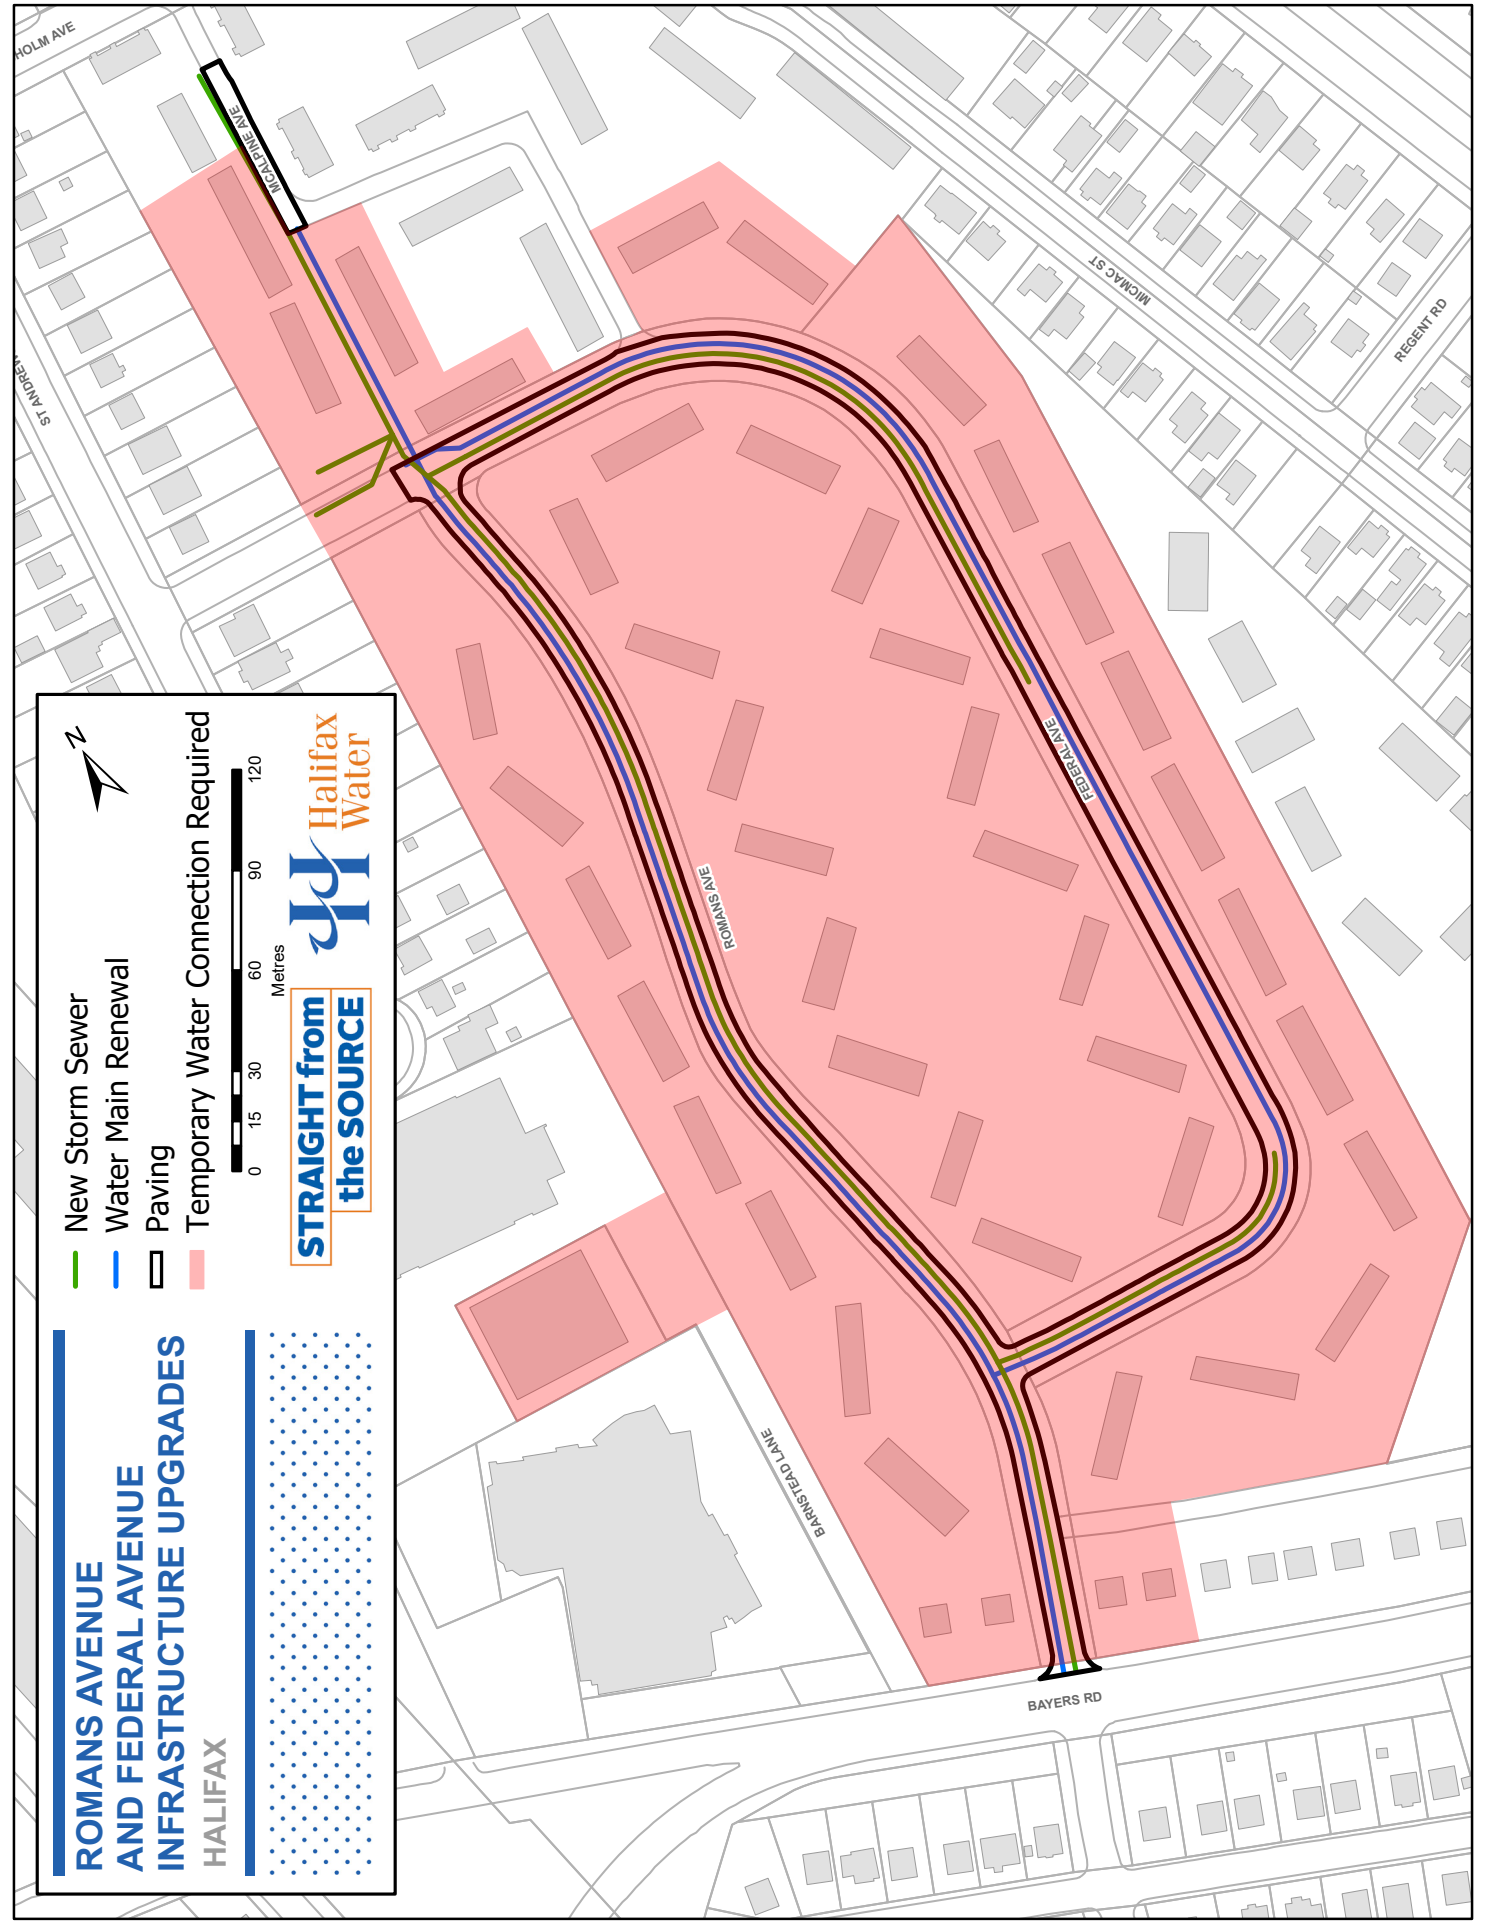 ROMANS AVENUE
AND FEDERAL AVENUE
INFRASTRUCTURE UPGRADES
HALIFAX
New Storm Sewer
Water Main Renewal
Paving
Temporary Water Connection Required
0 15 30 60 90 120
Metres
N
STRAIGHT from
the SOURCE
Halifax
Water
HOLM AVE
MCALPINE AVE
ST ANDREW
MICMAC ST
REGENT RD
FEDERAL AVE
ROMANS AVE
BARNSTEAD LANE
BAYERS RD